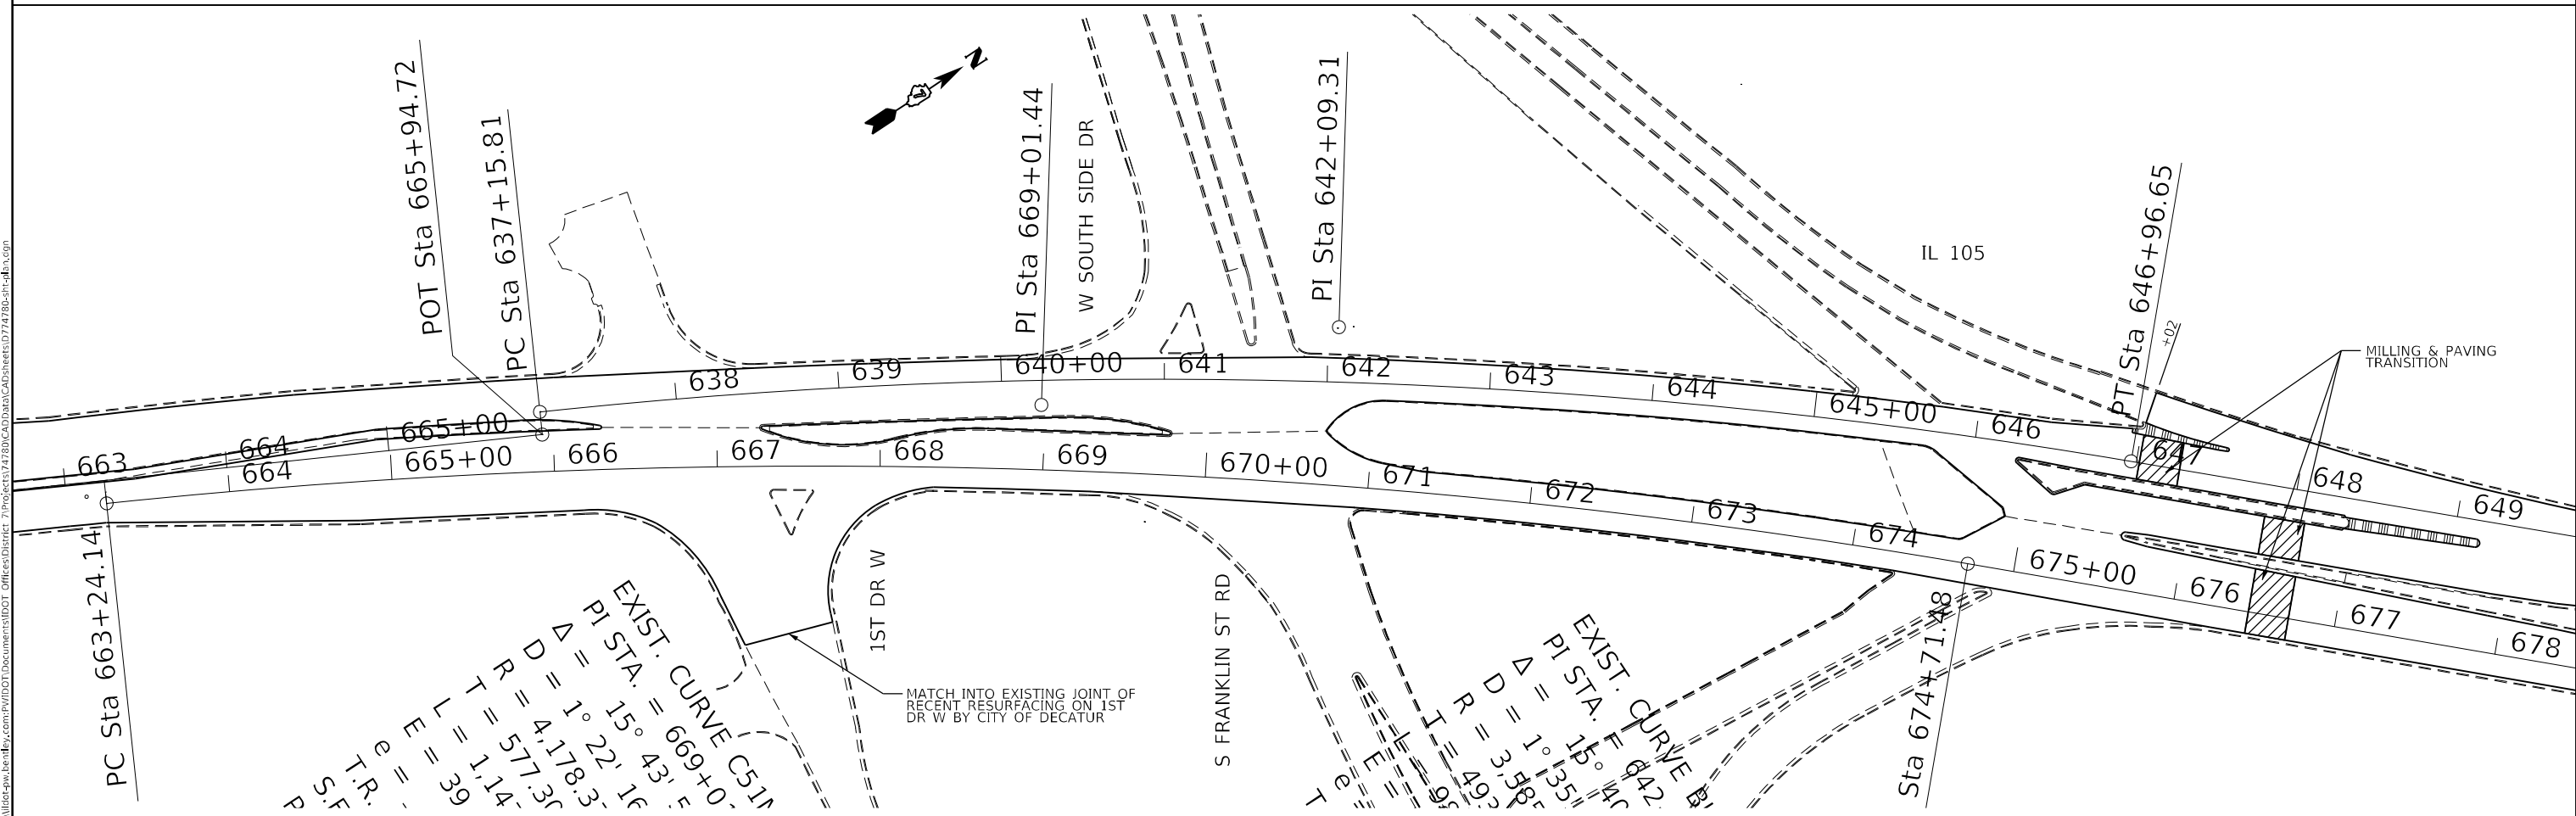 POT Sta 665+94.72
PC Sta 637+15.81
PI Sta 669+01.44
W SOUTH SIDE DR
PI Sta 642+09.31
N
IL 105
PT Sta 646+96.65
+02
MILLING & PAVING
TRANSITION
638
639
640+00
641
642
643
644
645+00
646
647
648
649
663
664
665+00
664
665+00
666
667
668
669
670+00
671
672
673
674
675+00
676
677
678
PC Sta 663+24.14
Sta 674+71.48
1ST DR W
S FRANKLIN ST RD
MATCH INTO EXISTING JOINT OF
RECENT RESURFACING ON 1ST
DR W BY CITY OF DECATUR
EXIST. CURVE C51
PI STA. = 669+0
Δ = 15° 43'
D = 1° 22' 16
R = 4,178.3
T = 577.3
L = 1,14
E = 39
e =
T.R.
EXIST. CURVE
PI STA. = 642
Δ = 15°
D = 1° 35'
R = 3,585
T = 493
L = 98
E =
e
T